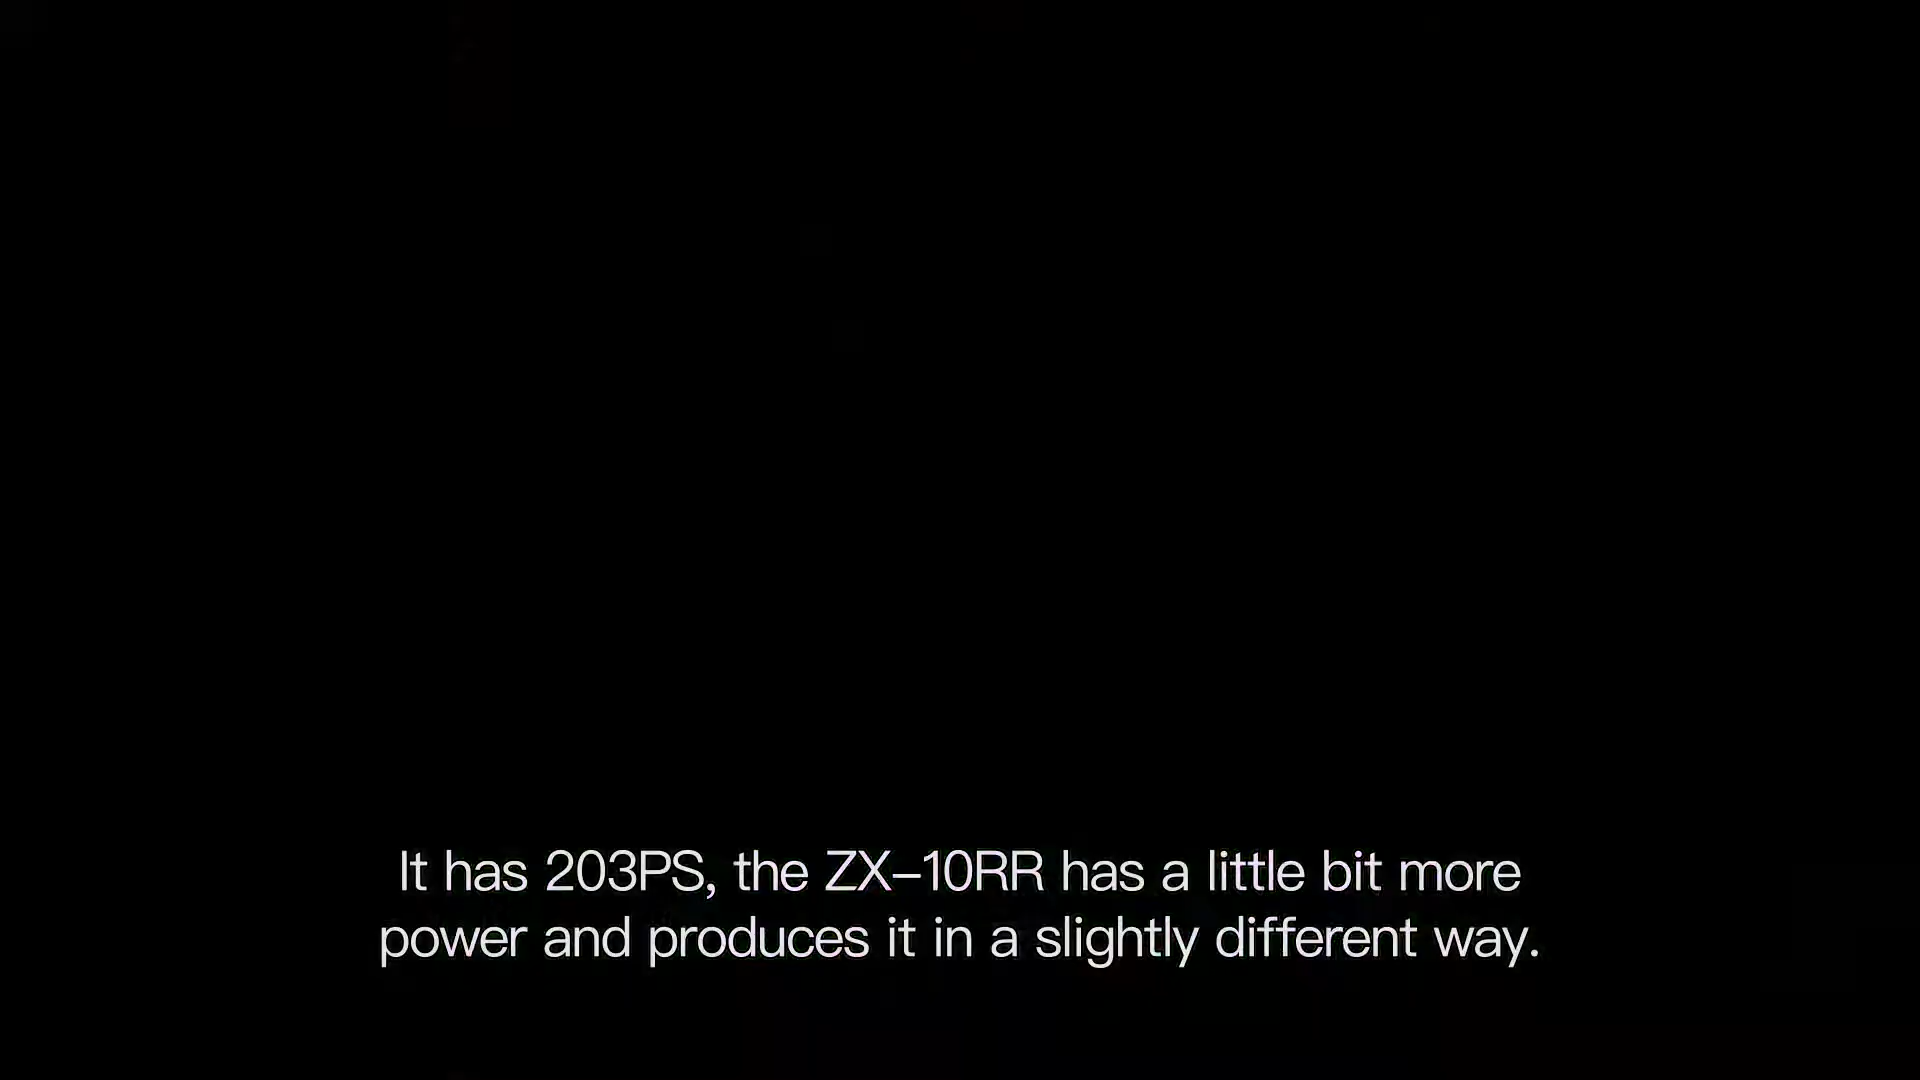 It has 203PS, the ZX-10RR has a little bit more
power and produces it in a slightly different way.